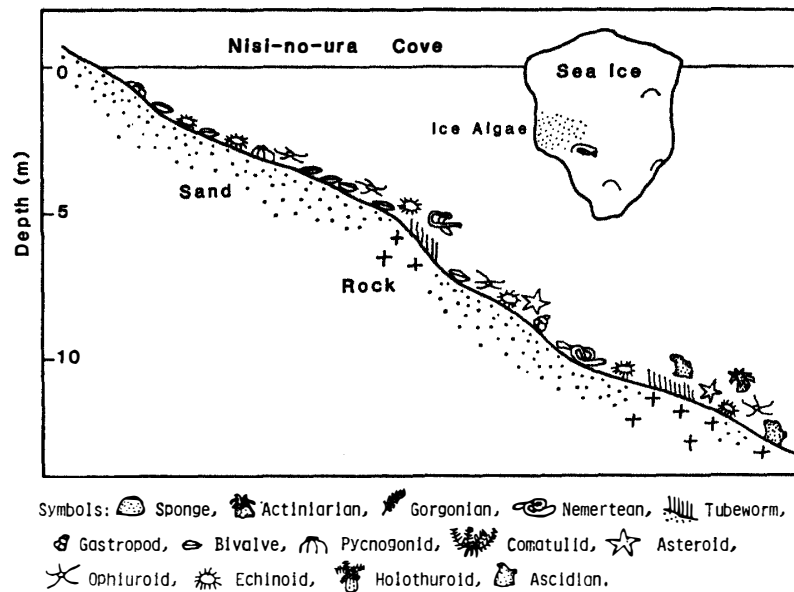 Nisi-no-ura Cove
0
Sea Ice
Ice Algae
Sand
Depth (m)
5
Rock
10
Symbols: Sponge, Actiniarian, Gorgonian, Nemertean, Tubeworm,
Gastropod, Bivalve, Pycnogonid, Comatulid, Asteroid,
Ophiuroid, Echinoid, Holothuroid, Ascidian.